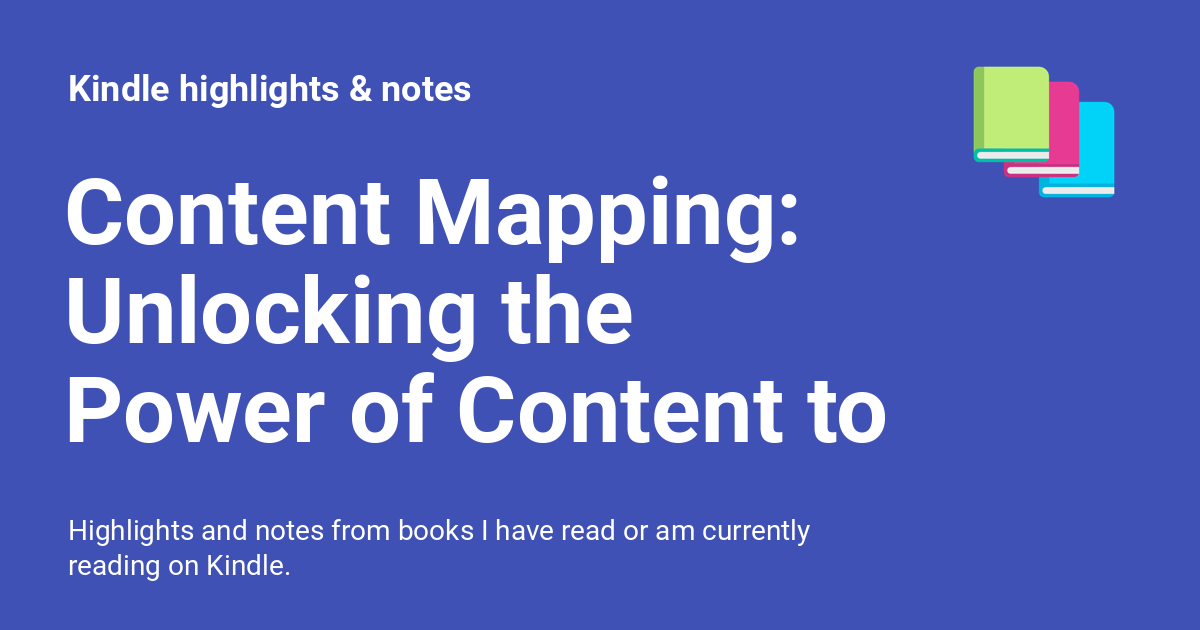 Kindle highlights & notes
Content Mapping:
Unlocking the
Power of Content to
Highlights and notes from books I have read or am currently
reading on Kindle.